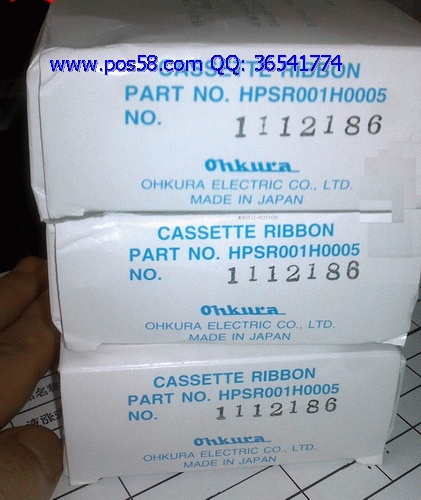 www.pos58.com QQ: 36541774
CASSETTE RIBBON
PART NO. HPSR001H0005
NO. 1112186
Ohkura
OHKURA ELECTRIC CO., LTD.
MADE IN JAPAN
CASSETTE RIBBON
PART NO. HPSR001H0005
NO. 1112186
Ohkura
OHKURA ELECTRIC CO., LTD.
MADE IN JAPAN
CASSETTE RIBBON
PART NO. HPSR001H0005
NO. 1112186
Ohkura
OHKURA ELECTRIC CO., LTD.
MADE IN JAPAN